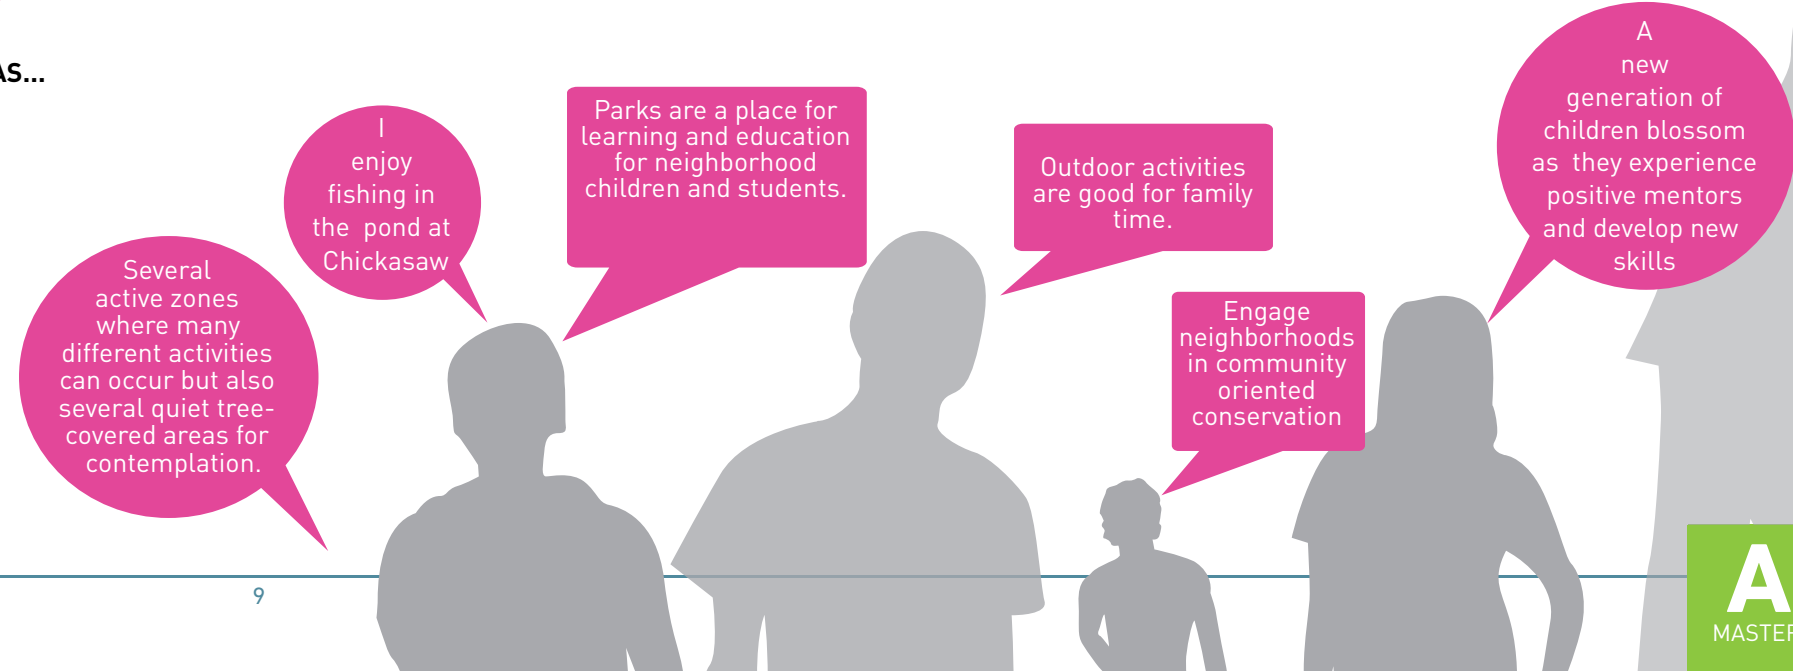 AS...
Several
active zones
where many
different activities
can occur but also
several quiet tree-
covered areas for
contemplation.
I
enjoy
fishing in
the pond at
Chickasaw
Parks are a place for
learning and education
for neighborhood
children and students.
Outdoor activities
are good for family
time.
Engage
neighborhoods
in community
oriented
conservation
A
new
generation of
children blossom
as they experience
positive mentors
and develop new
skills
9
A
MASTER